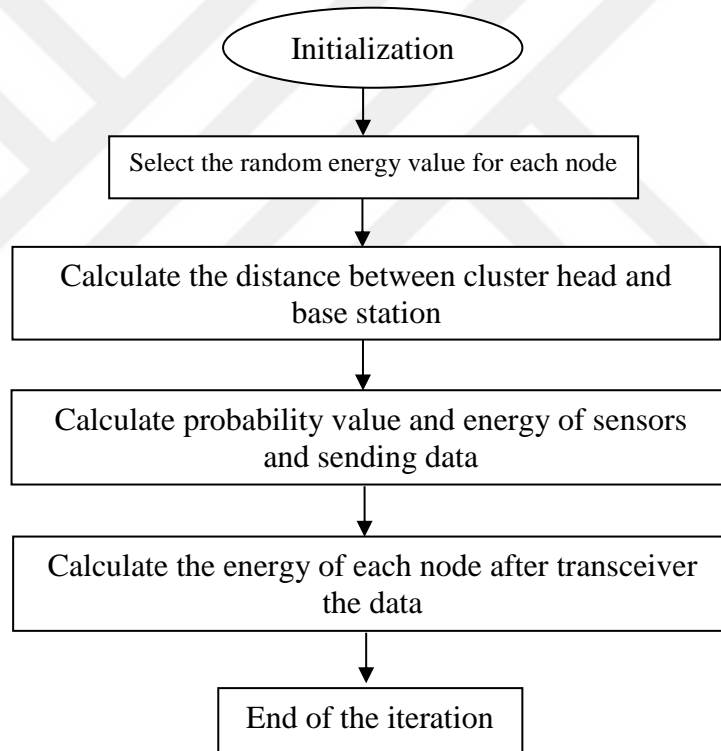 Initialization
Select the random energy value for each node
Calculate the distance between cluster head and
base station
Calculate probability value and energy of sensors
and sending data
Calculate the energy of each node after transceiver
the data
End of the iteration